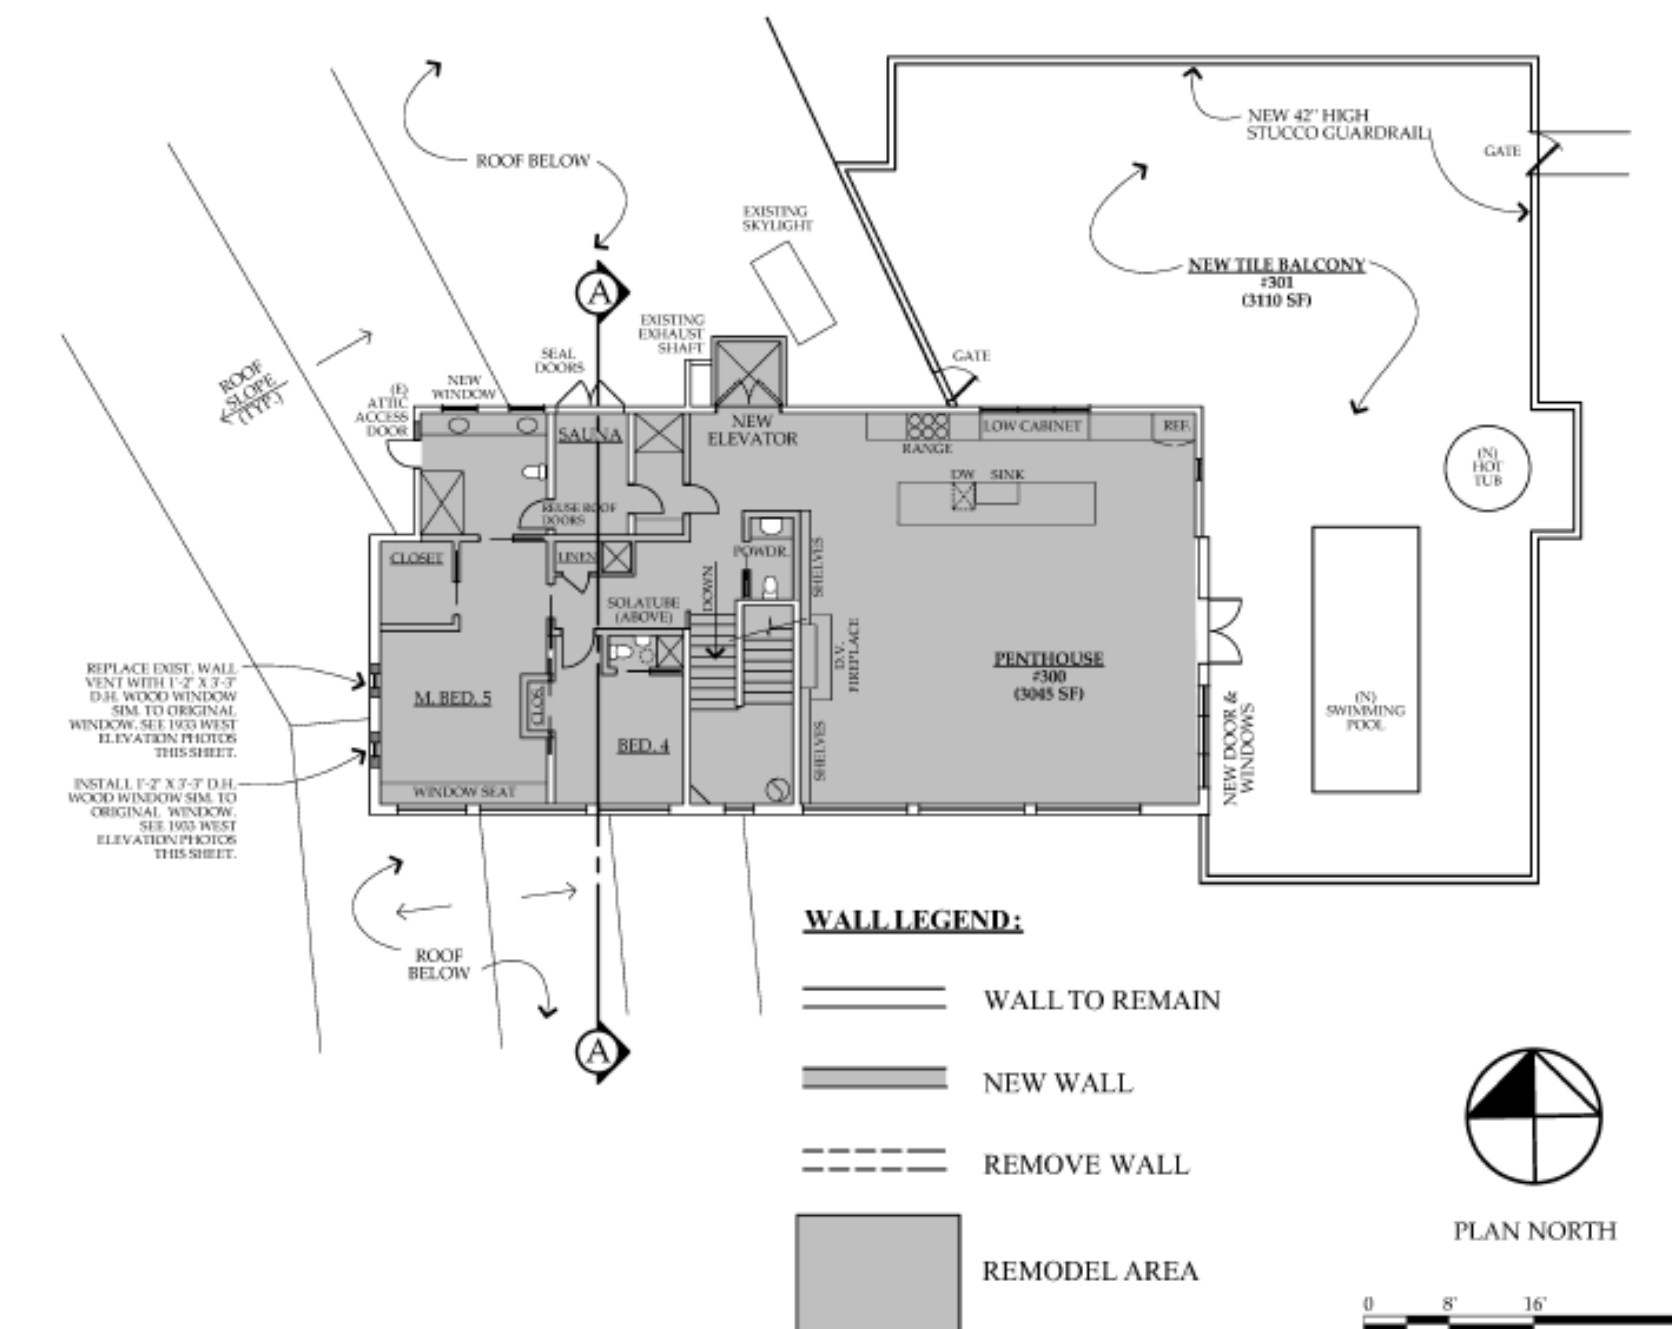 NEW 42" HIGH
STUCCO GUARDRAIL
GATE
ROOF BELOW
EXISTING
SKYLIGHT
NEW TILE BALCONY
#301
(3110 SF)
A
EXISTING
EXHAUST
SHAFT
SEAL
DOORS
GATE
ROOF
SLOPE
(TYP.)
NEW
WINDOW
(E)
ATTIC
ACCESS
DOOR
SAUNA
NEW
ELEVATOR
RANGE
LOW CABINET
REF.
(N)
HOT
TUB
DW
SINK
REUSE ROOF
DOORS
CLOSET
LINEN
POWDR.
SHELVES
DOWN
SOLATUBE
(ABOVE)
D.V.
FIREPLACE
PENTHOUSE
#300
(3045 SF)
REPLACE EXIST. WALL
VENT WITH 1'-2" X 3'-3"
D.H. WOOD WINDOW
SIM. TO ORIGINAL
WINDOW. SEE 1933 WEST
ELEVATION PHOTOS
THIS SHEET.
M. BED. 5
CLOS.
BED. 4
SHELVES
NEW DOOR &
WINDOWS
(N)
SWIMMING
POOL
INSTALL 1'-2" X 3'-3" D.H.
WOOD WINDOW SIM. TO
ORIGINAL WINDOW.
SEE 1933 WEST
ELEVATION PHOTOS
THIS SHEET.
WINDOW SEAT
ROOF
BELOW
A
WALL LEGEND:
WALL TO REMAIN
NEW WALL
REMOVE WALL
REMODEL AREA
PLAN NORTH
0 8' 16'